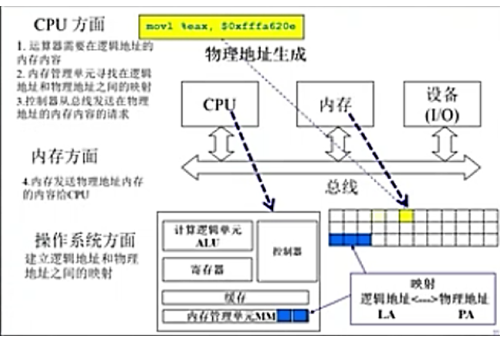 CPU 方面
movl %eax, $0xfffa620e
1. 运算器需要在逻辑地址的
内存内容
2. 内存管理单元寻找在逻辑
地址和物理地址之间的映射
3.控制器从总线发送在物理
地址的内存内容的请求
物理地址生成
CPU
内存
设备
(I/O)
总线
内存方面
4.内存发送物理地址内存
的内容给CPU
操作系统方面
建立逻辑地址和物理
地址之间的映射
计算逻辑单元
ALU
控制器
寄存器
缓存
内存管理单元MM
映射
逻辑地址<--->物理地址
LA PA